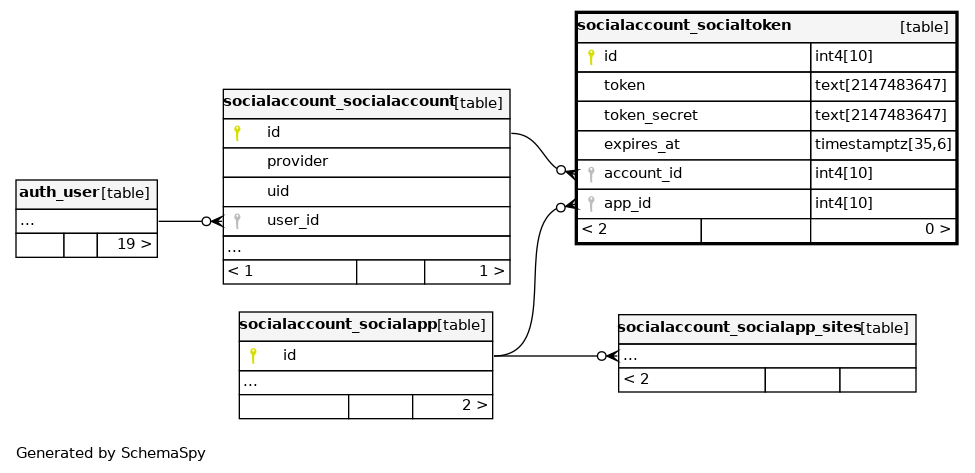 socialaccount_socialtoken [table]
id int4[10]
token text[2147483647]
token_secret text[2147483647]
expires_at timestamptz[35,6]
account_id int4[10]
app_id int4[10]
< 2 0 >
socialaccount_socialaccount [table]
id
provider
uid
user_id
...
< 1 1 >
auth_user [table]
...
19 >
socialaccount_socialapp [table]
id
...
2 >
socialaccount_socialapp_sites [table]
...
< 2
Generated by SchemaSpy